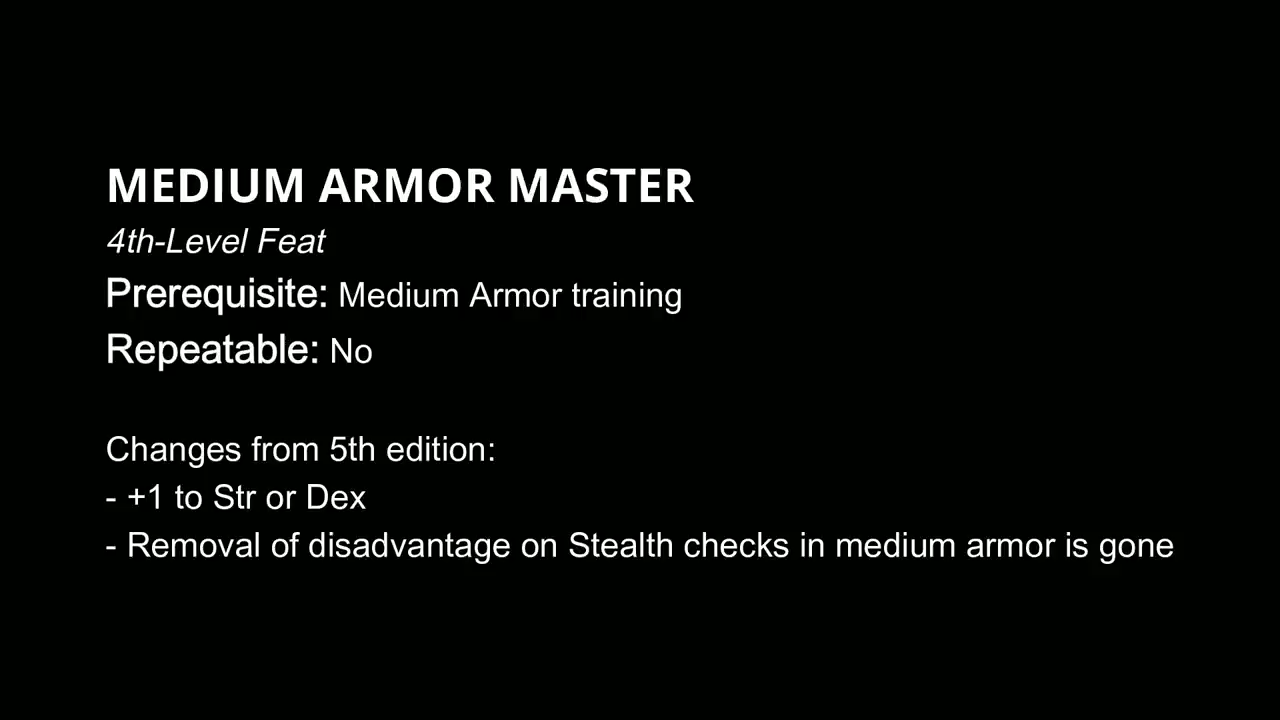 MEDIUM ARMOR MASTER
4th-Level Feat
Prerequisite: Medium Armor training
Repeatable: No
Changes from 5th edition:
- +1 to Str or Dex
- Removal of disadvantage on Stealth checks in medium armor is gone